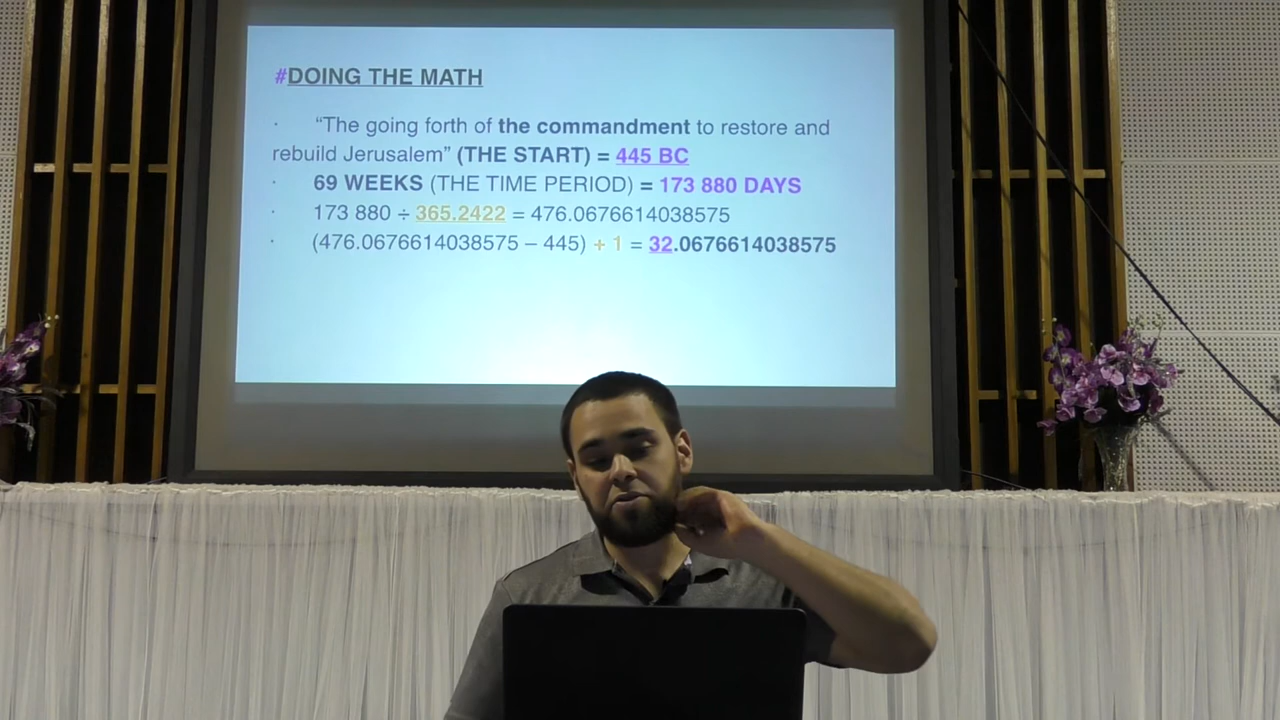 #DOING THE MATH
· “The going forth of the commandment to restore and
rebuild Jerusalem” (THE START) = 445 BC
· 69 WEEKS (THE TIME PERIOD) = 173 880 DAYS
· 173 880 ÷ 365.2422 = 476.0676614038575
· (476.0676614038575 – 445) + 1 = 32.0676614038575